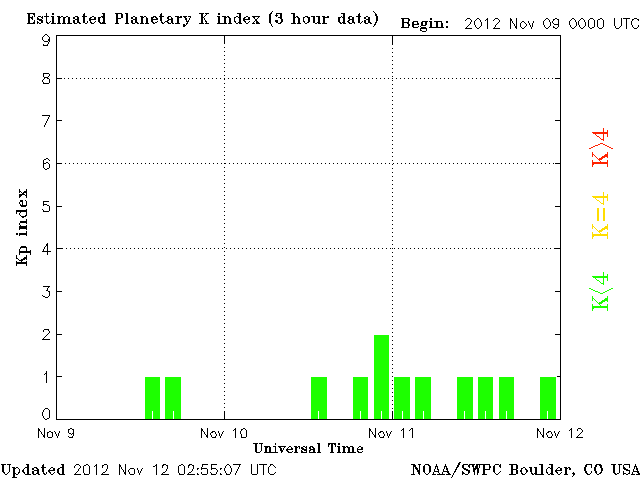 Estimated Planetary K index (3 hour data) Begin: 2012 Nov 09 0000 UTC
9
8
7
6
5
4
3
2
1
0
Kp index
K>4
K=4
K<4
Nov 9 Nov 10 Nov 11 Nov 12
Universal Time
Updated 2012 Nov 12 02:55:07 UTC NOAA/SWPC Boulder, CO USA